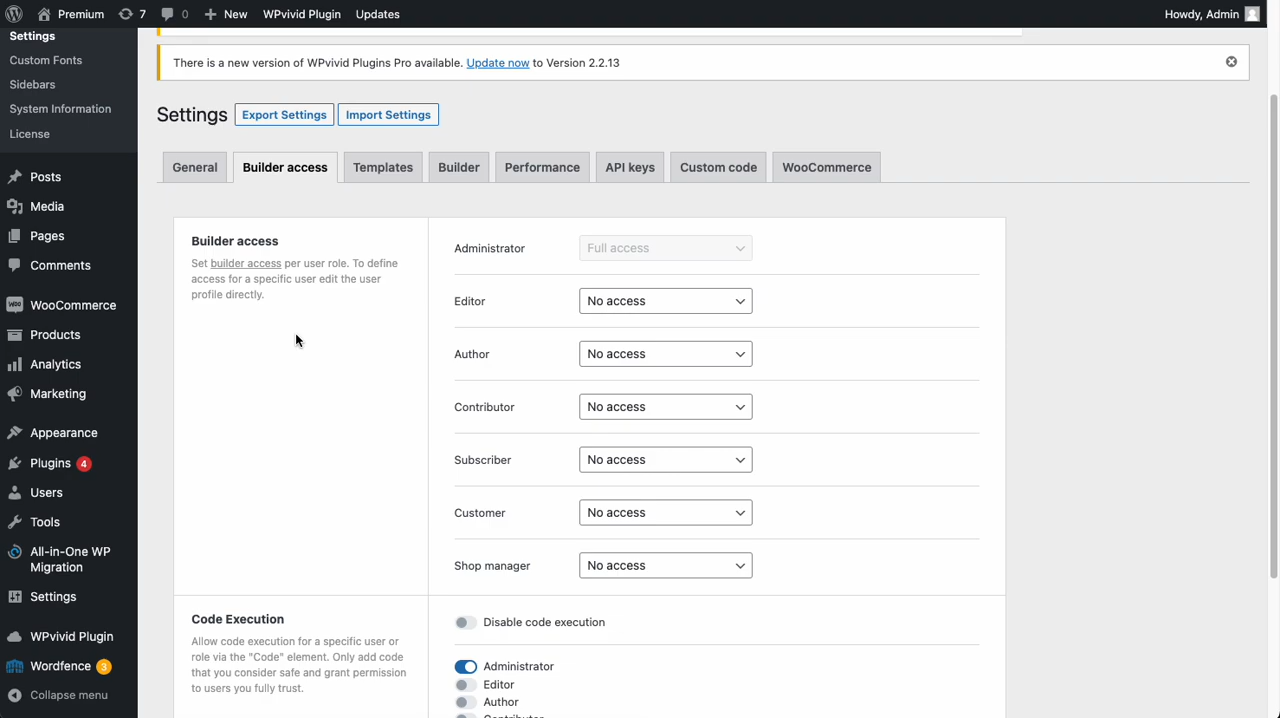 Premium
7
0
New
WPvivid Plugin
Updates
Howdy, Admin
Settings
Custom Fonts
Sidebars
System Information
License
Posts
Media
Pages
Comments
WooCommerce
Products
Analytics
Marketing
Appearance
Plugins 4
Users
Tools
All-in-One WP
Migration
Settings
WPvivid Plugin
Wordfence 3
Collapse menu
There is a new version of WPvivid Plugins Pro available. Update now to Version 2.2.13
Settings
Export Settings
Import Settings
General
Builder access
Templates
Builder
Performance
API keys
Custom code
WooCommerce
Builder access
Set builder access per user role. To define
access for a specific user edit the user
profile directly.
Administrator
Full access
Editor
No access
Author
No access
Contributor
No access
Subscriber
No access
Customer
No access
Shop manager
No access
Code Execution
Allow code execution for a specific user or
role via the "Code" element. Only add code
that you consider safe and grant permission
to users you fully trust.
Disable code execution
Administrator
Editor
Author
Contributor